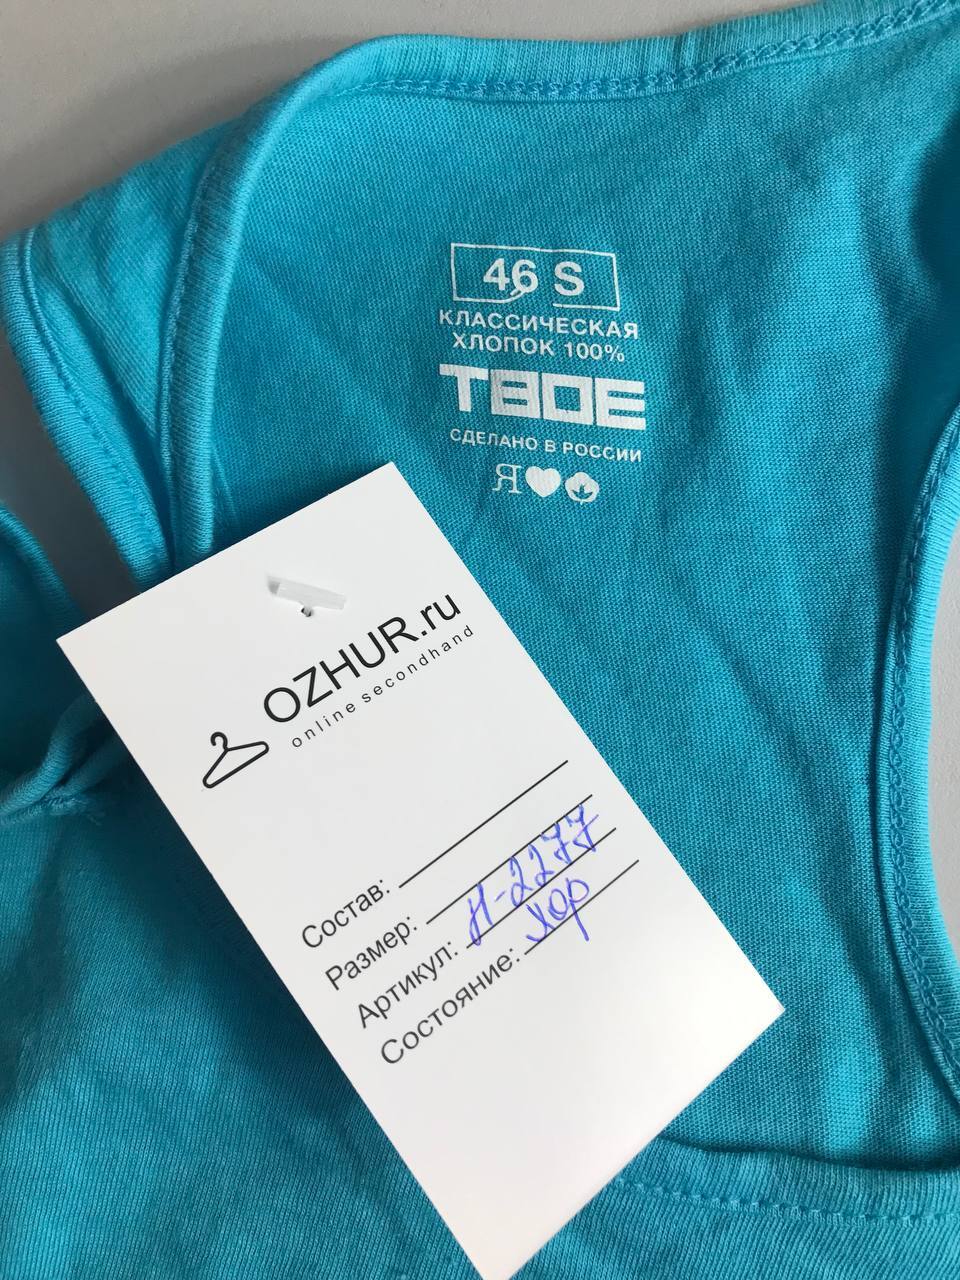 46 S
КЛАССИЧЕСКАЯ
ХЛОПОК 100%
ТВОЕ
СДЕЛАНО В РОССИИ
Я
OZHUR.ru
online secondhand
Состав:
Размер:
Артикул: Н-2277
Состояние: хор